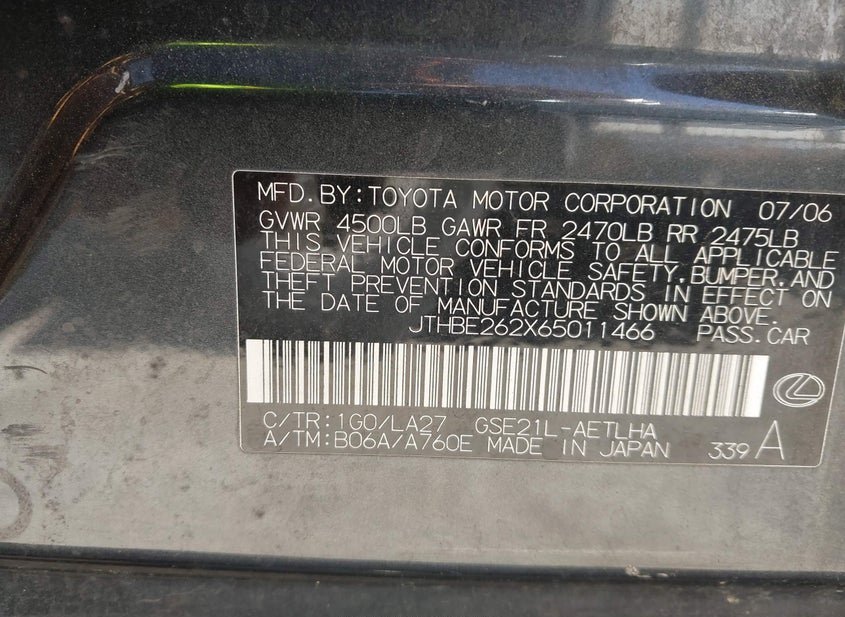 MFD.BY:TOYOTA MOTOR CORPORATION 07/06
GVWR 4500LB GAWR FR 2470LB RR 2475LB
THIS VEHICLE CONFORMS TO ALL APPLICABLE
FEDERAL MOTOR VEHICLE SAFETY,BUMPER,AND
THEFT PREVENTION STANDARDS IN EFFECT ON
THE DATE OF MANUFACTURE SHOWN ABOVE.
JTHBE262X65011466 PASS.CAR
C/TR:1G0/LA27 GSE21L-AETLHA
A/TM:B06A/A760E MADE IN JAPAN 339 A